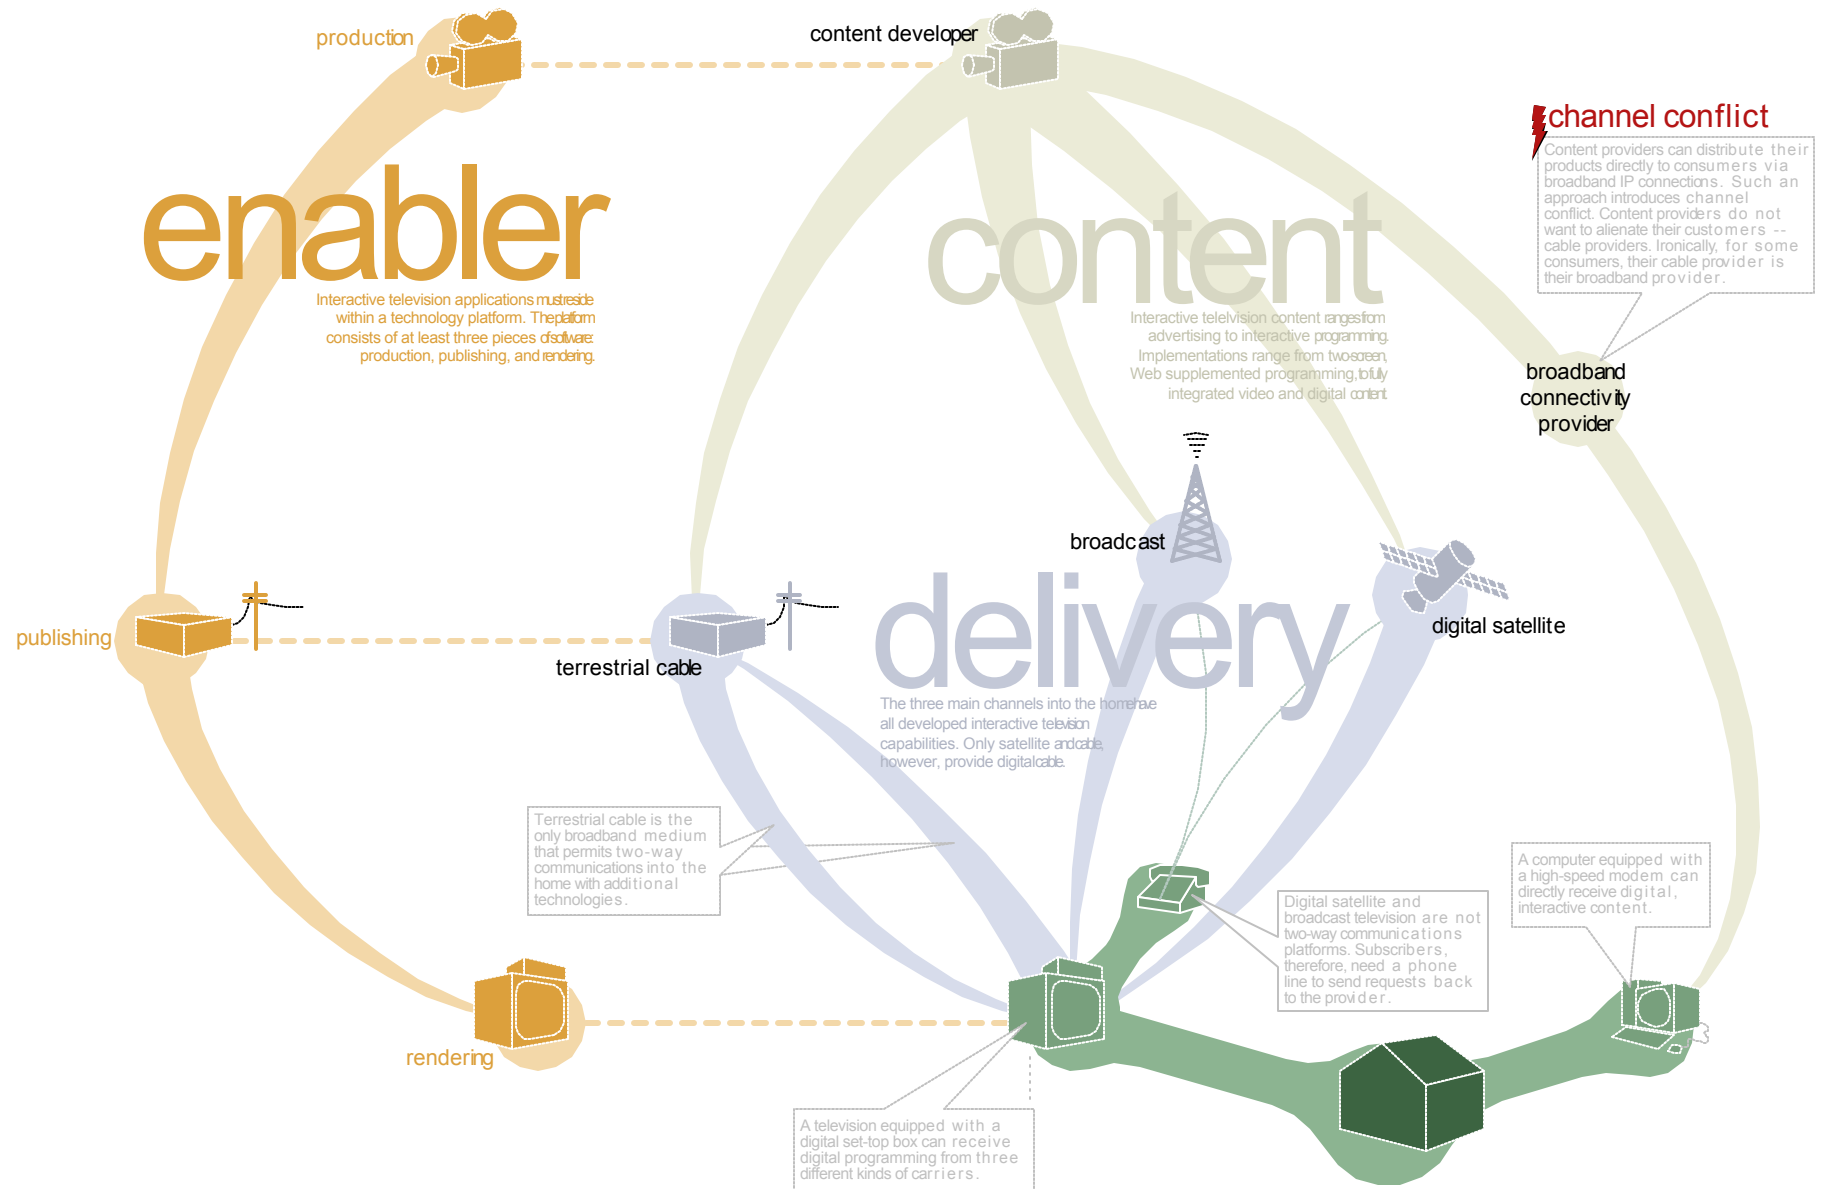 production
content developer
channel conflict
Content providers can distribute their
products directly to consumers via
broadband IP connections. Such an
approach introduces channel
conflict. Content providers do not
want to alienate their customers --
cable providers. Ironically, for some
consumers, their cable provider is
their broadband provider.
enabler
Interactive television applications must reside
within a technology platform. The platform
consists of at least three pieces of software:
production, publishing, and rendering.
content
Interactive telelvision content ranges from
advertising to interactive programming.
Implementations range from two-screen,
Web supplemented programming, to fully
integrated video and digital content
broadband
connectivity
provider
broadcast
digital satellite
publishing
terrestrial cable
delivery
The three main channels into the home have
all developed interactive television
capabilities. Only satellite and cable,
however, provide digital cable.
Terrestrial cable is the
only broadband medium
that permits two-way
communications into the
home with additional
technologies.
A computer equipped with
a high-speed modem can
directly receive digital,
interactive content.
Digital satellite and
broadcast television are not
two-way communications
platforms. Subscribers,
therefore, need a phone
line to send requests back
to the provider.
rendering
A television equipped with a
digital set-top box can receive
digital programming from three
different kinds of carriers.